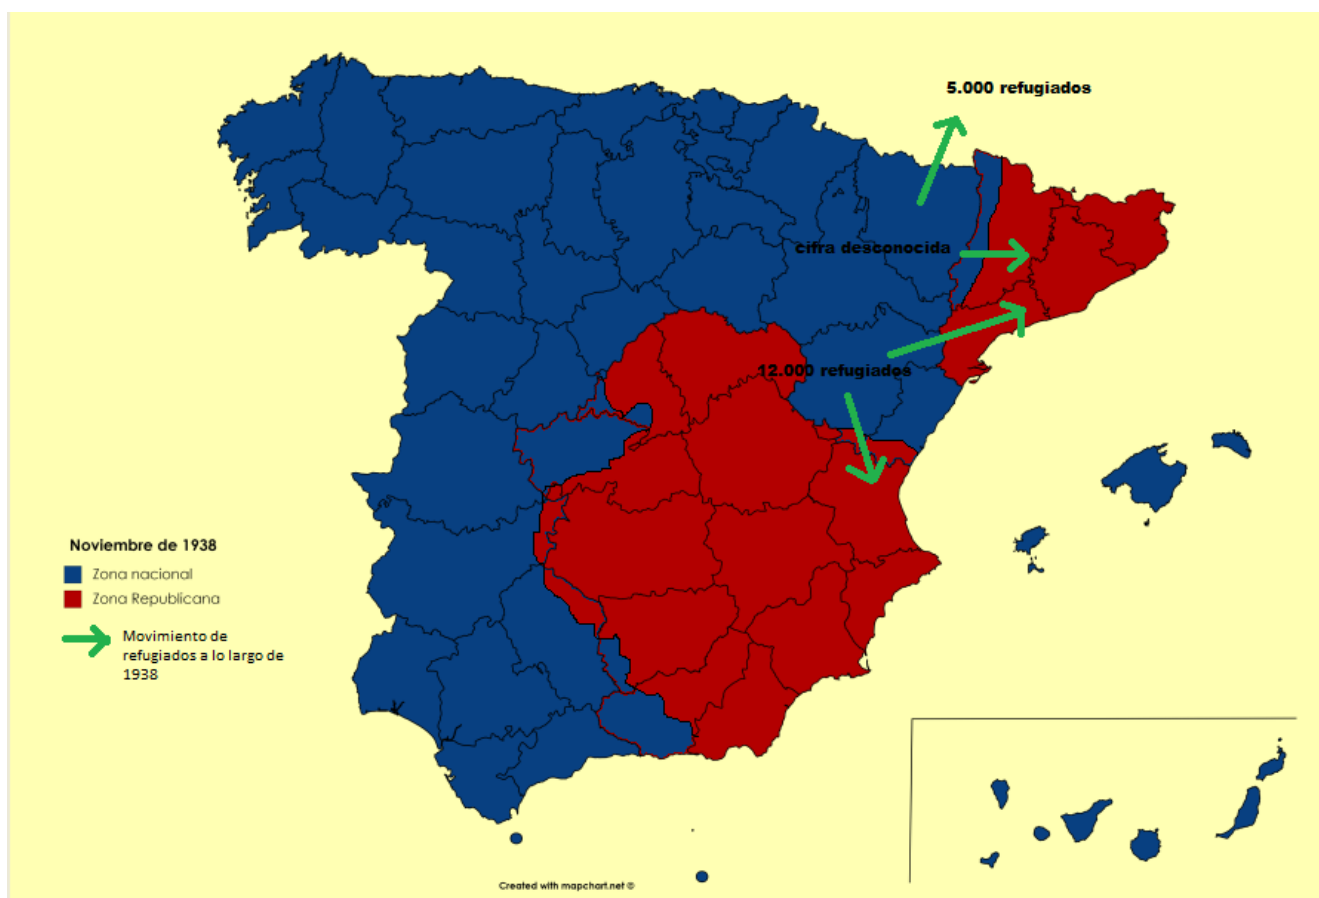 5.000 refugiados
cifra desconocida
12.000 refugiados
Noviembre de 1938
Zona nacional
Zona Republicana
Movimiento de
refugiados a lo largo de
1938
Created with mapchart.net ©